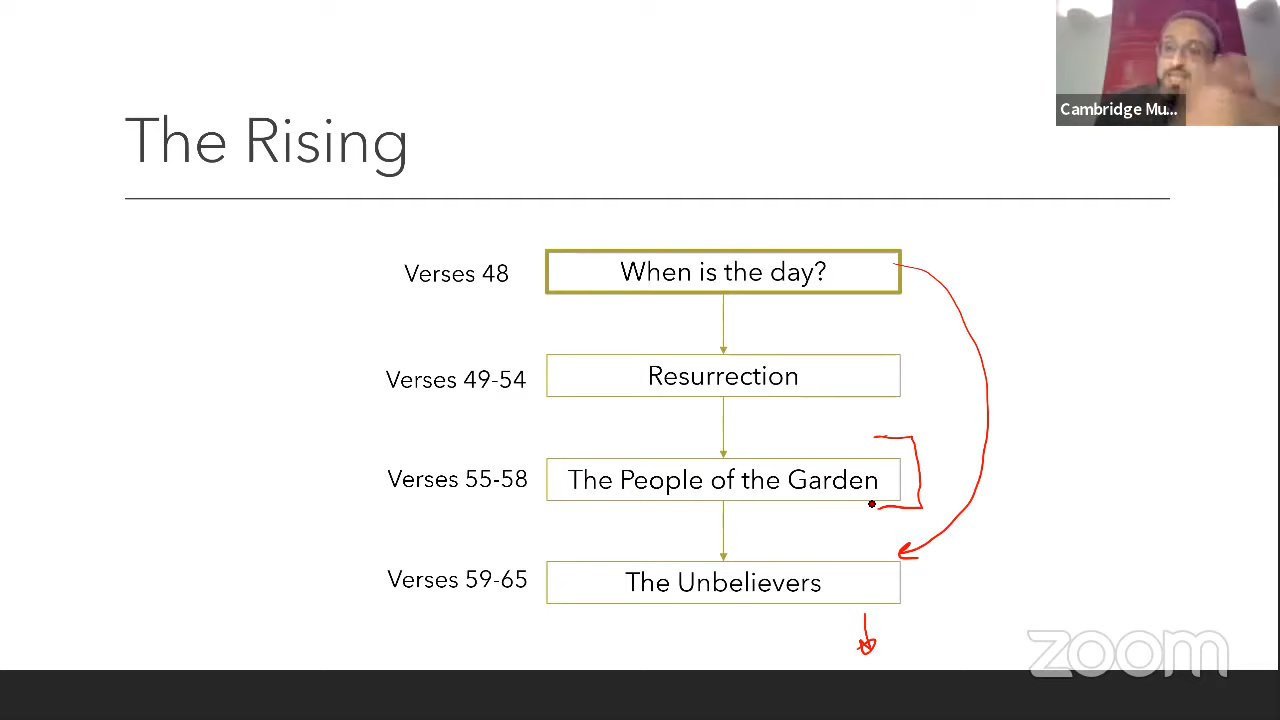 Cambridge Mu...
The Rising
Verses 48
When is the day?
Verses 49-54
Resurrection
Verses 55-58
The People of the Garden
Verses 59-65
The Unbelievers
zoom